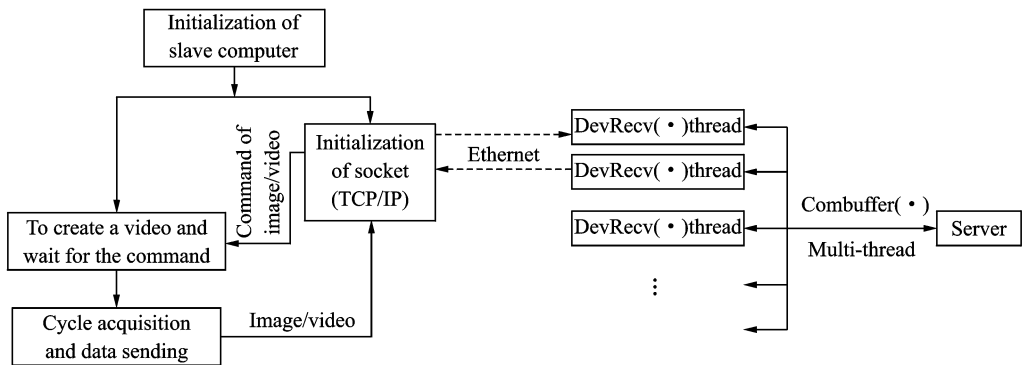 Initialization of
slave computer
Command of
image/video
Initialization
of socket
(TCP/IP)
Ethernet
DevRecv(·)thread
DevRecv(·)thread
DevRecv(·)thread
⋮
Combuffer(·)
Multi-thread
Server
To create a video and
wait for the command
Image/video
Cycle acquisition
and data sending